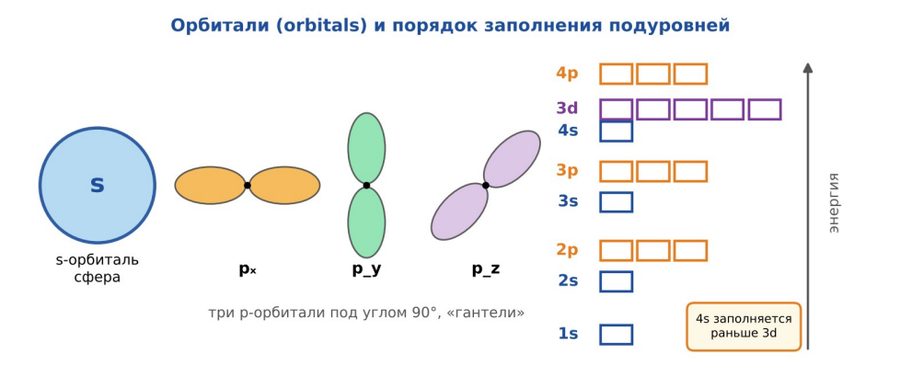 Орбитали (orbitals) и порядок заполнения подуровней
s
s-орбиталь
сфера
pₓ
p_y
p_z
три p-орбитали под углом 90°, «гантели»
4p
3d
4s
3p
3s
2p
2s
1s
4s заполняется
раньше 3d
энергия